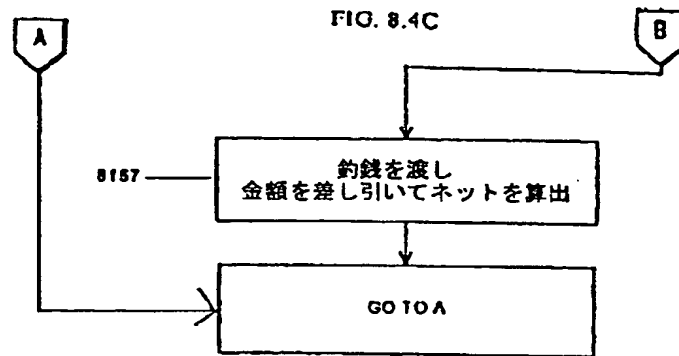 FIG. 8.4C
A
B
8157
釣銭を渡し
金額を差し引いてネットを算出
GO TO A